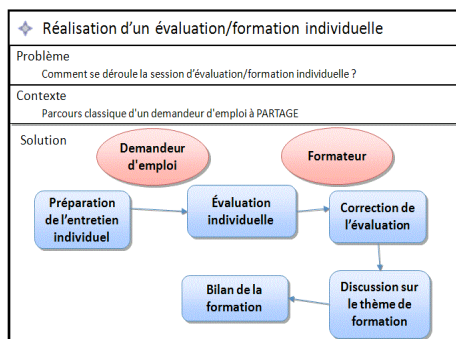 Réalisation d'un évaluation/formation individuelle
Problème
Comment se déroule la session d'évaluation/formation individuelle ?
Contexte
Parcours classique d'un demandeur d'emploi à PARTAGE
Solution
Demandeur
d'emploi
Formateur
Préparation
de l'entretien
individuel
Évaluation
individuelle
Correction de
l'évaluation
Discussion sur
le thème de
formation
Bilan de la
formation